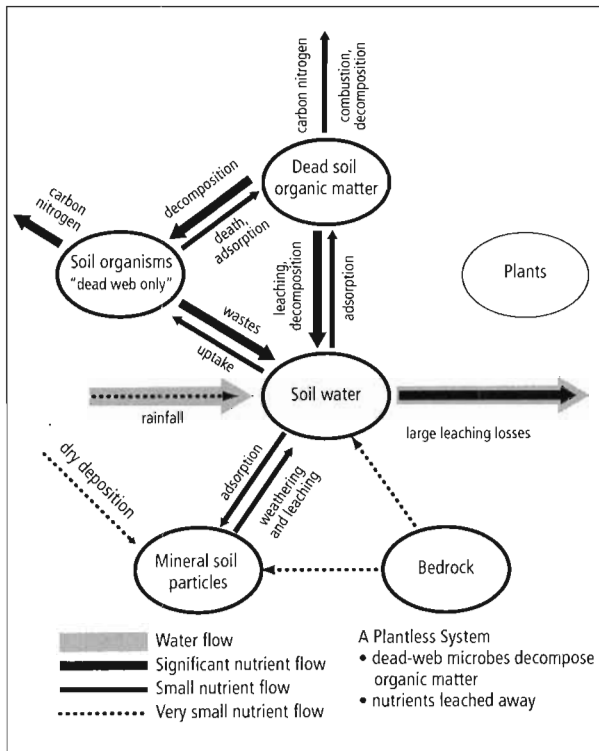 carbon nitrogen
combustion,
decomposition
Dead soil
organic matter
decomposition
death,
adsorption
carbon
nitrogen
Soil organisms
"dead web only"
leaching,
decomposition
adsorption
Plants
wastes
uptake
Soil water
rainfall
large leaching losses
dry deposition
adsorption
weathering
and leaching
Mineral soil
particles
Bedrock
Water flow
Significant nutrient flow
Small nutrient flow
Very small nutrient flow
A Plantless System
• dead-web microbes decompose
organic matter
• nutrients leached away